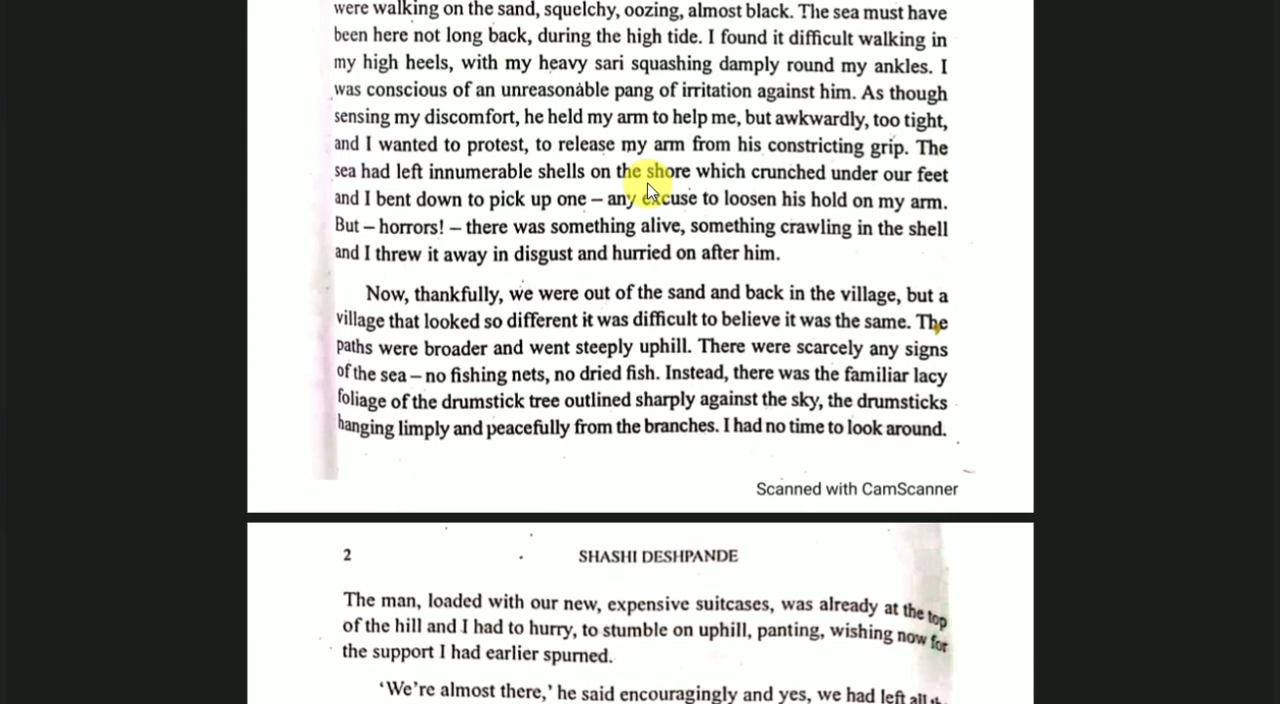 were walking on the sand, squelchy, oozing, almost black. The sea must have
been here not long back, during the high tide. I found it difficult walking in
my high heels, with my heavy sari squashing damply round my ankles. I
was conscious of an unreasonable pang of irritation against him. As though
sensing my discomfort, he held my arm to help me, but awkwardly, too tight,
and I wanted to protest, to release my arm from his constricting grip. The
sea had left innumerable shells on the shore which crunched under our feet
and I bent down to pick up one – any excuse to loosen his hold on my arm.
But – horrors! – there was something alive, something crawling in the shell
and I threw it away in disgust and hurried on after him.
Now, thankfully, we were out of the sand and back in the village, but a
village that looked so different it was difficult to believe it was the same. The
paths were broader and went steeply uphill. There were scarcely any signs
of the sea – no fishing nets, no dried fish. Instead, there was the familiar lacy
foliage of the drumstick tree outlined sharply against the sky, the drumsticks
hanging limply and peacefully from the branches. I had no time to look around.
Scanned with CamScanner
2 SHASHI DESHPANDE
The man, loaded with our new, expensive suitcases, was already at the top
of the hill and I had to hurry, to stumble on uphill, panting, wishing now for
the support I had earlier spurned.
‘We're almost there,’ he said encouragingly and yes, we had left all